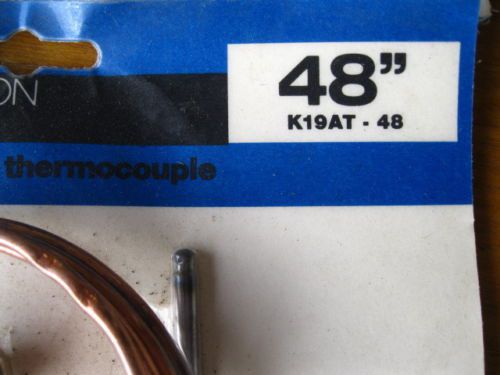 ON
48”
K19AT - 48
thermocouple